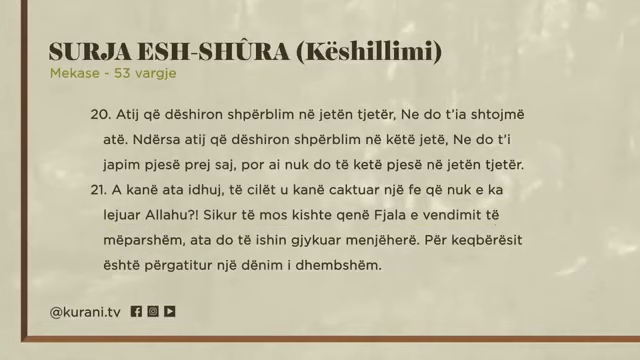 SURJA ESH-SHÛRA (Këshillimi)
Mekase - 53 vargje
20. Atij që dëshiron shpërblim në jetën tjetër, Ne do t'ia shtojmë
atë. Ndërsa atij që dëshiron shpërblim në këtë jetë, Ne do t'i
japim pjesë prej saj, por ai nuk do të ketë pjesë në jetën tjetër.
21. A kanë ata idhuj, të cilët u kanë caktuar një fe që nuk e ka
lejuar Allahu?! Sikur të mos kishte qenë Fjala e vendimit të
mëparshëm, ata do të ishin gjykuar menjëherë. Për keqbërësit
është përgatitur një dënim i dhembshëm.
@kurani.tv